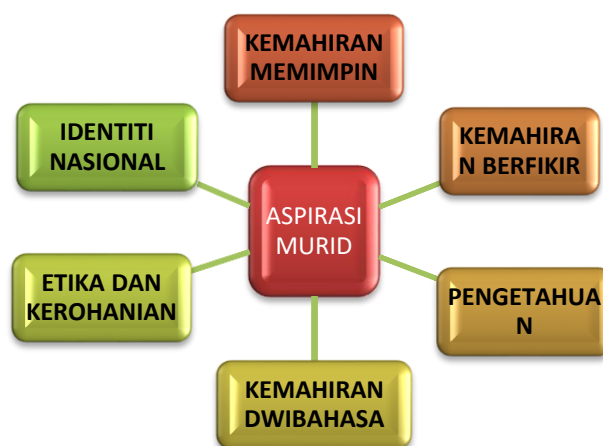 KEMAHIRAN
MEMIMPIN
IDENTITI
NASIONAL
KEMAHIRA
N BERFIKIR
ASPIRASI
MURID
ETIKA DAN
KEROHANIAN
PENGETAHUA
N
KEMAHIRAN
DWIBAHASA